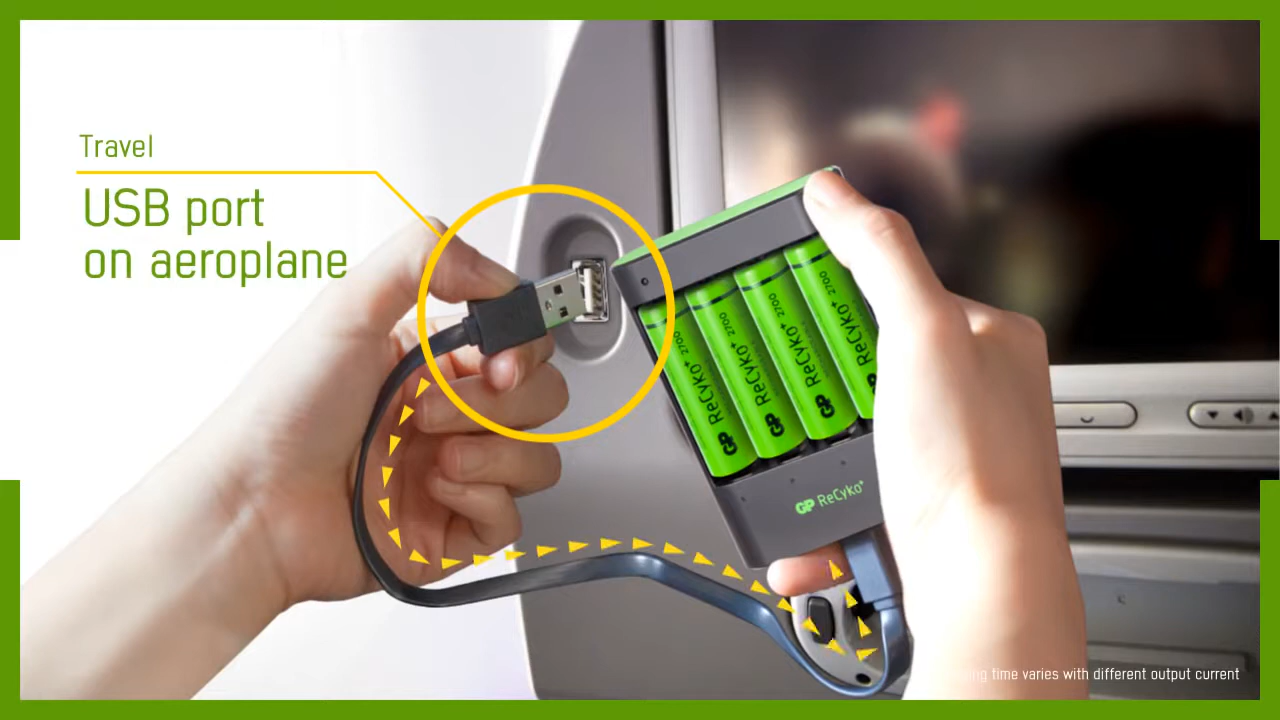 Travel
USB port
on aeroplane
ReCyko+ 2700
GP
ReCyko+ 2700
GP
ReCyko+ 2700
GP
ReCyko+ 2700
GP ReCyko+
time varies with different output current